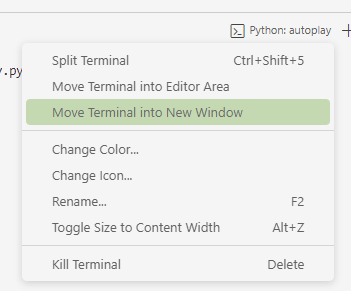 Python: autoplay
Split Terminal Ctrl+Shift+5
.py
Move Terminal into Editor Area
Move Terminal into New Window
Change Color...
Change Icon...
Rename... F2
Toggle Size to Content Width Alt+Z
Kill Terminal Delete